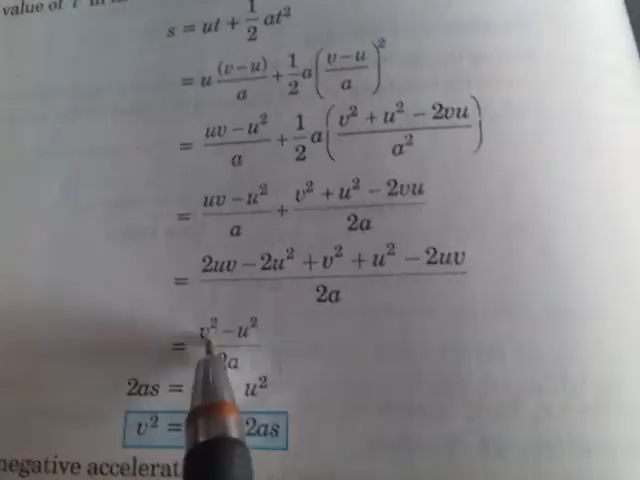 value of
s = ut + 1/2 at²
= u (v – u)/a + 1/2 a((v – u)/a)²
= (uv – u²)/a + 1/2 a((v² + u² – 2vu)/a²)
= (uv – u²)/a + (v² + u² – 2vu)/2a
= (2uv – 2u² + v² + u² – 2uv)/2a
= (v² – u²)/2a
2as = u²
v² = 2as
negative accelerat